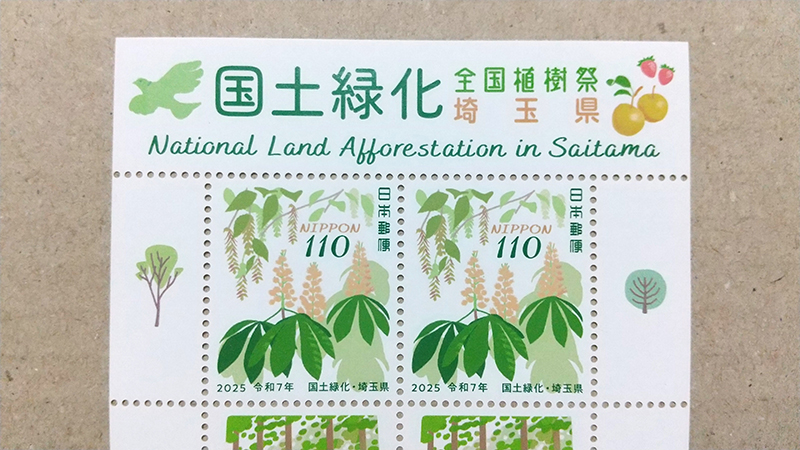 国土緑化 全国植樹祭
埼玉県
National Land Afforestation in Saitama
日本郵便
NIPPON
110
2025 令和7年 国土緑化・埼玉県
日本郵便
NIPPON
110
2025 令和7年 国土緑化・埼玉県